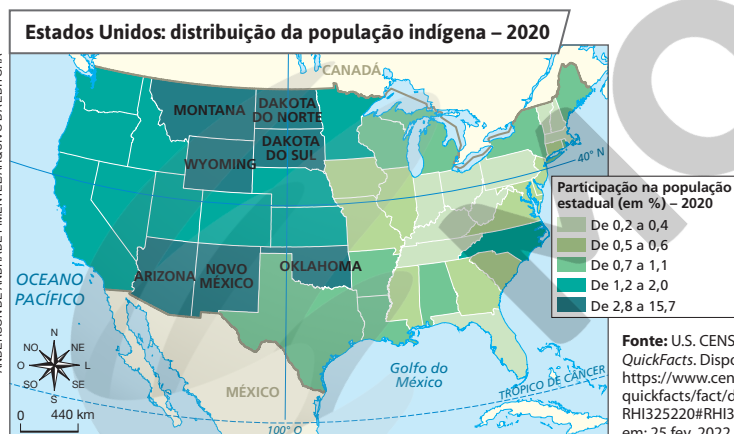 Estados Unidos: distribuição da população indígena – 2020
CANADÁ
MONTANA
DAKOTA
DO NORTE
DAKOTA
DO SUL
WYOMING
40° N
ARIZONA
NOVO
MÉXICO
OKLAHOMA
OCEANO
PACÍFICO
Golfo do
México
MÉXICO
TRÓPICO DE CÂNCER
100° O
N
NO
NE
O
L
SO
SE
S
0
440 km
Participação na população
estadual (em %) – 2020
De 0,2 a 0,4
De 0,5 a 0,6
De 0,7 a 1,1
De 1,2 a 2,0
De 2,8 a 15,7
Fonte: U.S. CENS
QuickFacts. Dispo
https://www.cen
quickfacts/fact/d
RHI325220#RHI3
em: 25 fev. 2022